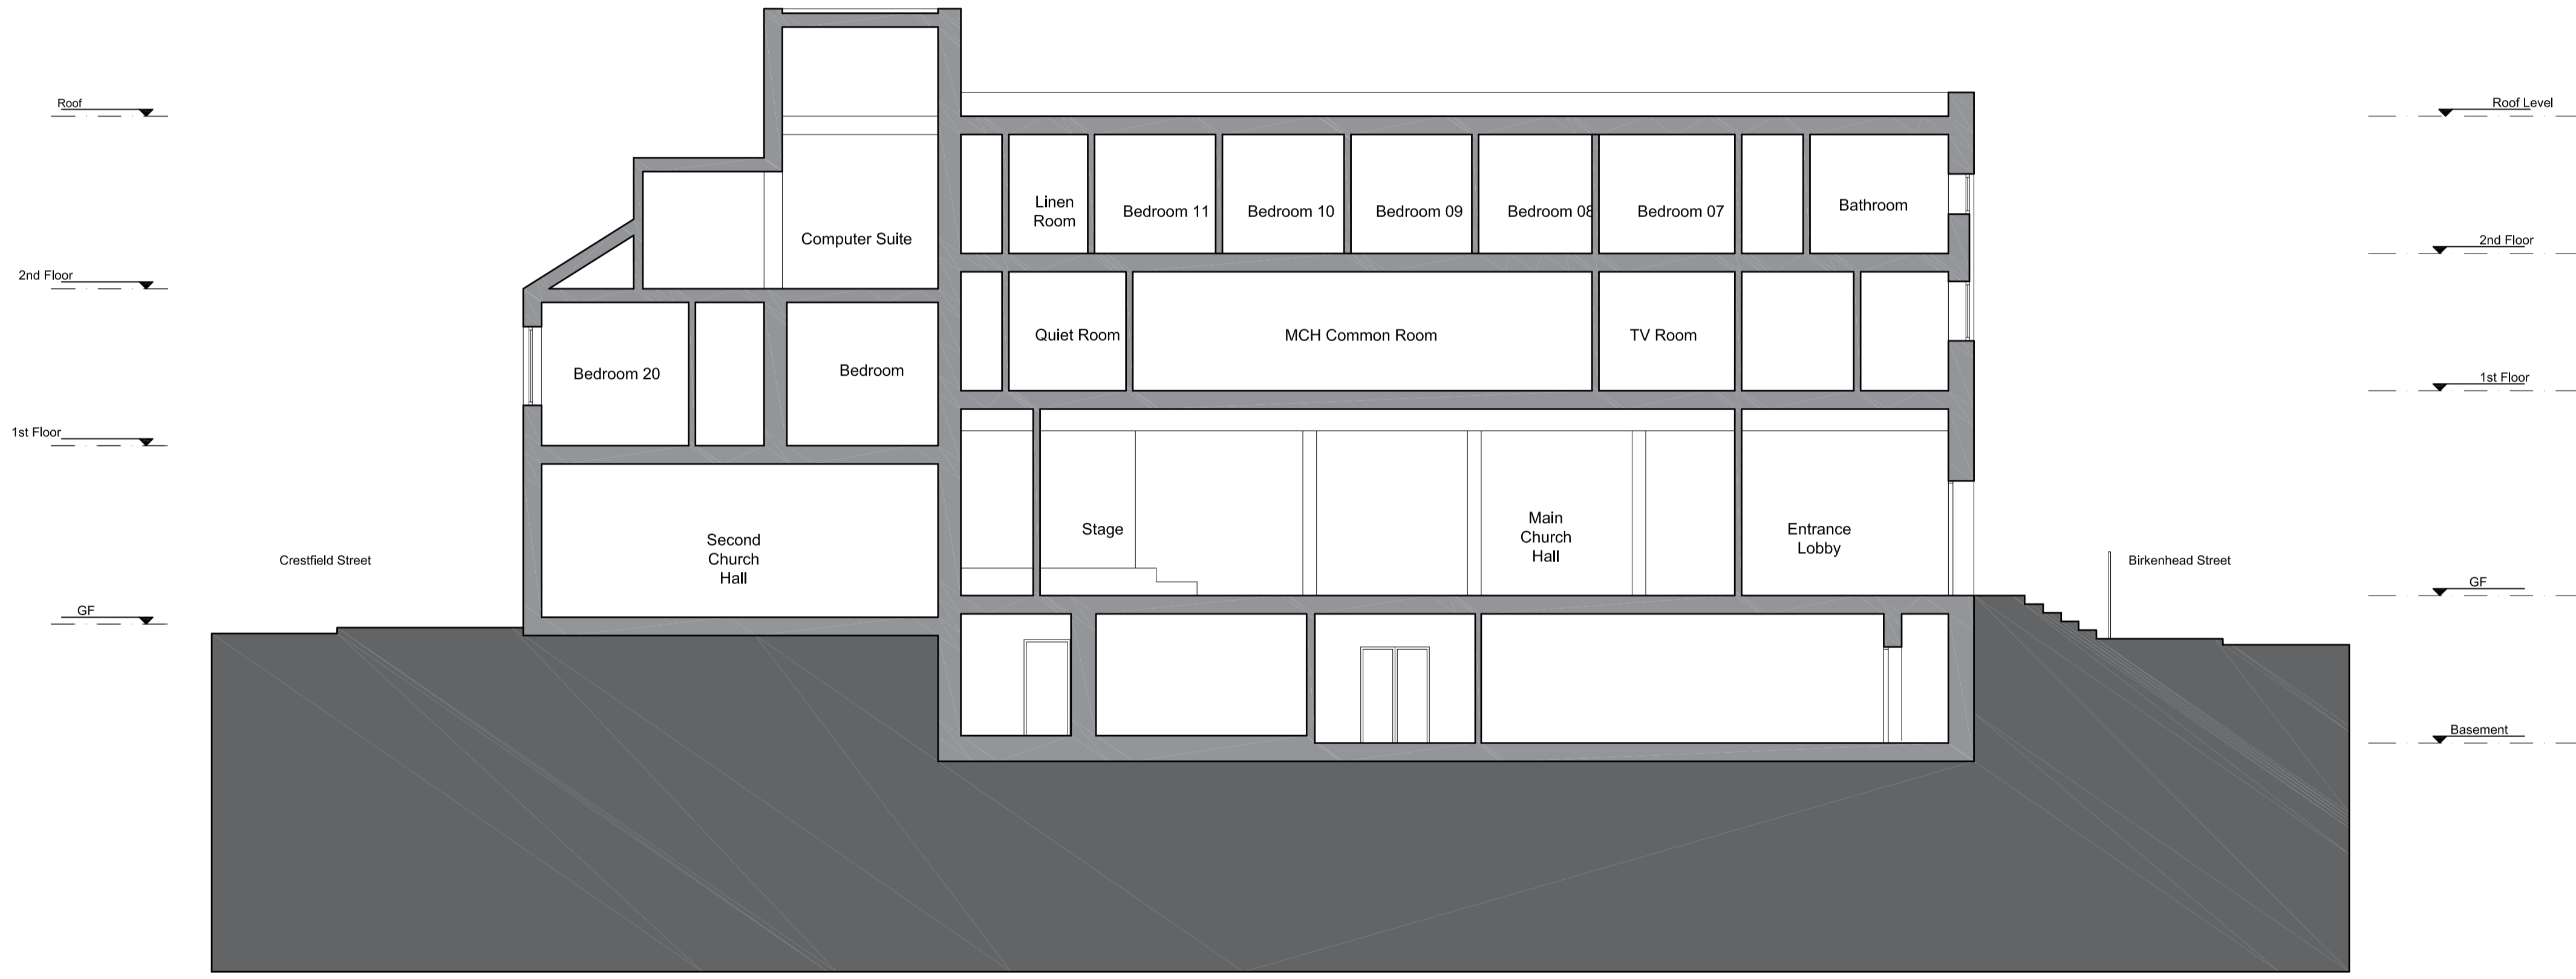 Roof
Roof Level
Linen
Room
Bedroom 11
Bedroom 10
Bedroom 09
Bedroom 08
Bedroom 07
Bathroom
Computer Suite
2nd Floor
2nd Floor
Quiet Room
MCH Common Room
TV Room
Bedroom 20
Bedroom
1st Floor
1st Floor
Second
Church
Hall
Stage
Main
Church
Hall
Entrance
Lobby
Crestfield Street
Birkenhead Street
GF
GF
Basement